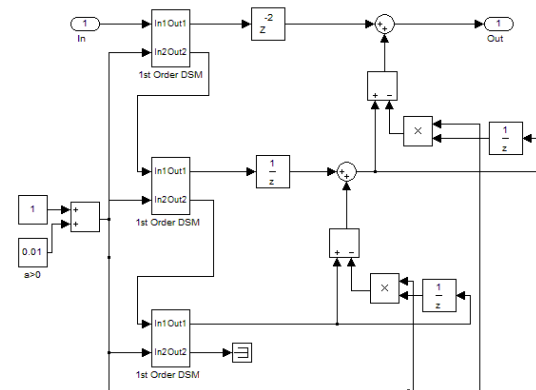 1
In
In1Out1
In2Out2
1st Order DSM
-2
Z
1
Out
+
+
+
-
×
1
z
In1Out1
In2Out2
1st Order DSM
1
z
+
+
1
+
+
0.01
a>0
+
-
×
1
z
In1Out1
In2Out2
1st Order DSM